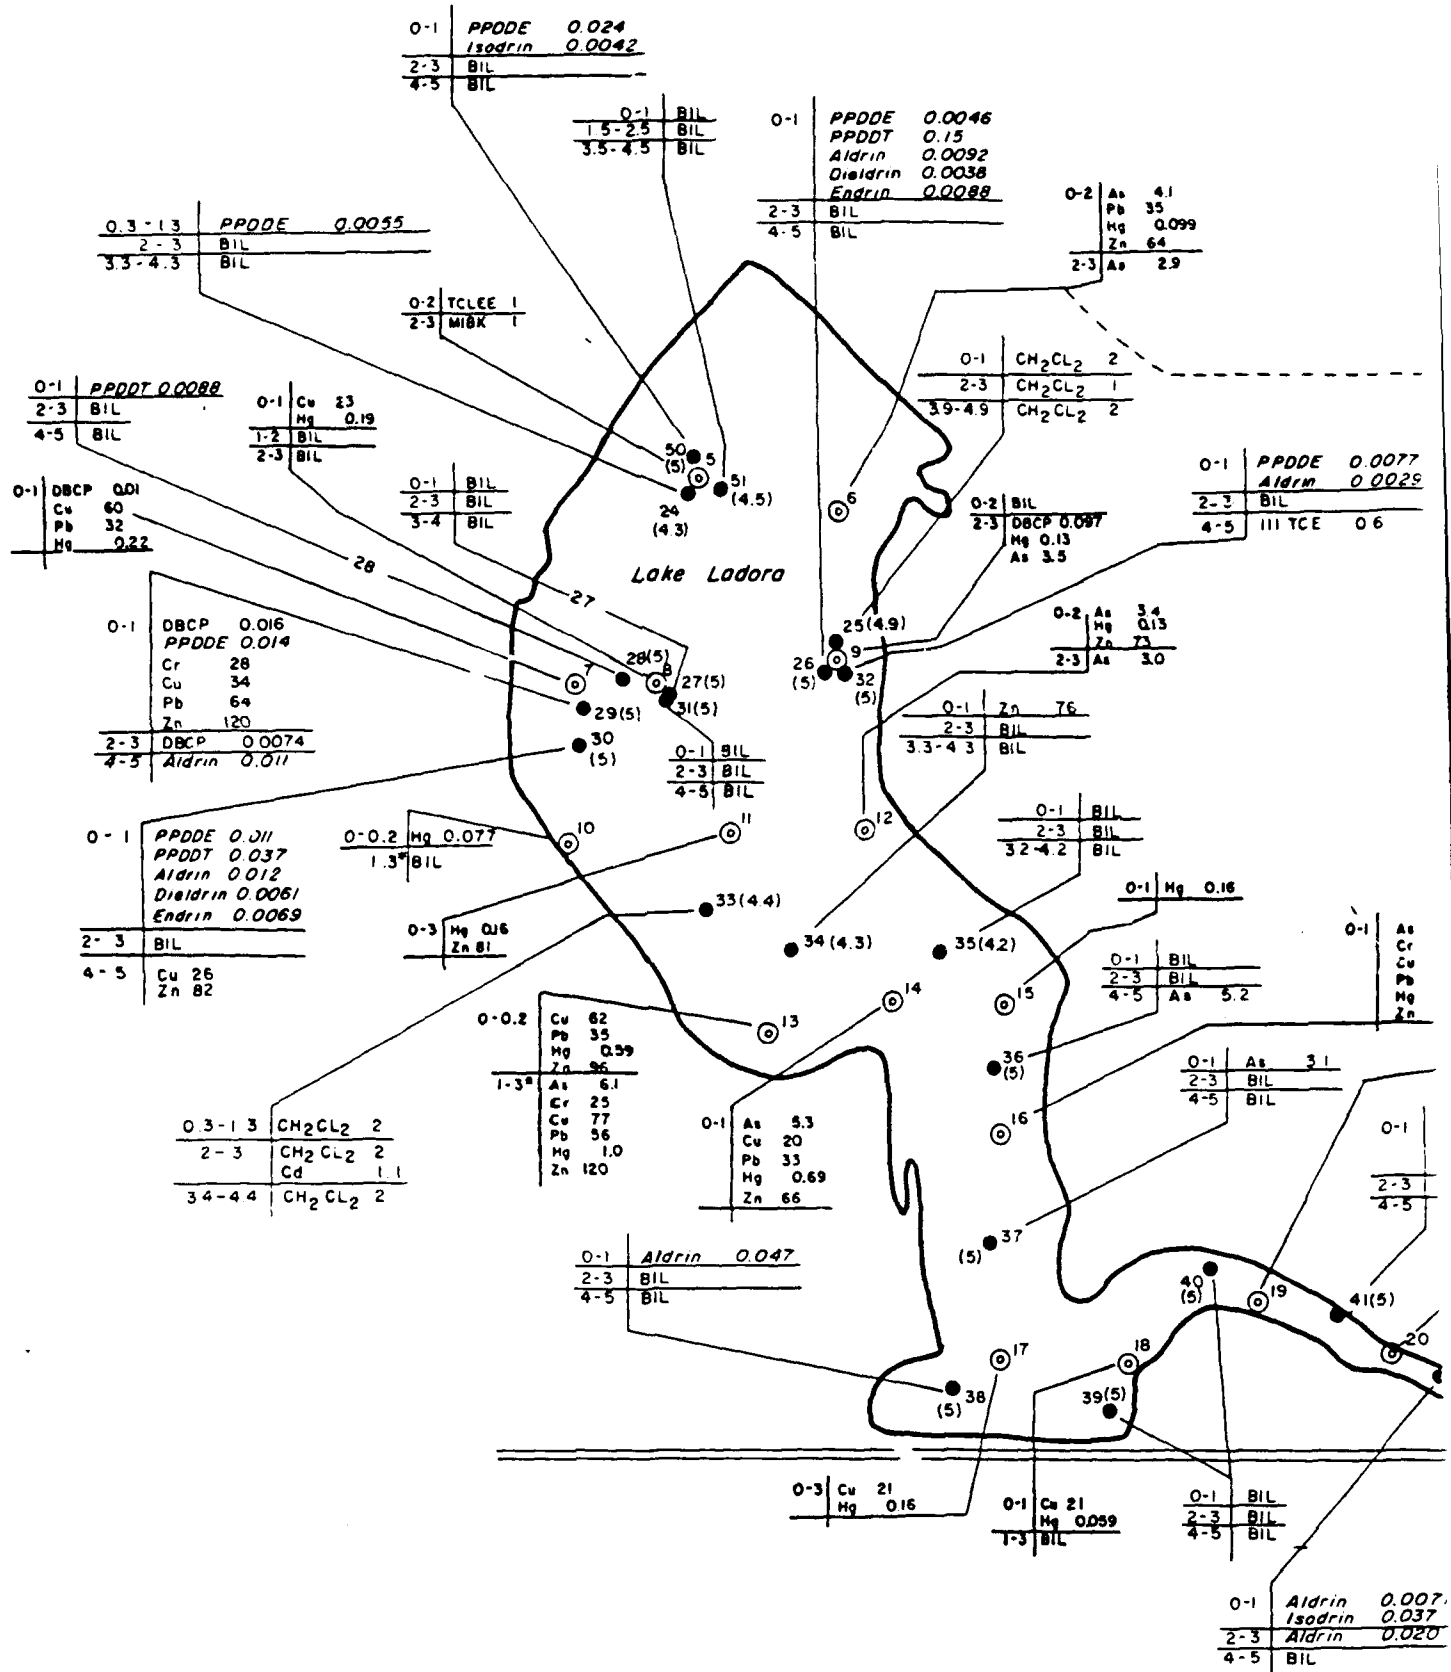 0-1 PPDDE 0.024
Isodrin 0.0042
2-3 BIL
4-5 BIL
0-1 BIL
1.5-2.5 BIL
3.5-4.5 BIL
0-1 PPDDE 0.0046
PPDDT 0.15
Aldrin 0.0092
Dieldrin 0.0038
Endrin 0.0088
2-3 BIL
4-5 BIL
0-2 As 4.1
Pb 35
Hg 0.099
Zn 64
2-3 As 2.9
0.3-1.3 PPDDE 0.0055
2-3 BIL
3.3-4.3 BIL
0-2 TCLEE 1
2-3 MIBK 1
0-1 CH2CL2 2
2-3 CH2CL2 1
3.9-4.9 CH2CL2 2
0-1 PPDDT 0.0088
2-3 BIL
4-5 BIL
0-1 Cu 23
Hg 0.19
1-2 BIL
2-3 BIL
0-1 DBCP 0.01
Cu 60
Pb 32
Hg 0.22
0-1 BIL
2-3 BIL
3-4 BIL
50
(5)
5
51
(4.5)
24
(4.3)
6
0-2 BIL
2-3 DBCP 0.097
Hg 0.13
As 3.5
0-1 PPDDE 0.0077
Aldrin 0.0029
2-3 BIL
4-5 111 TCE 0.6
28
27
Lake Ladora
0-1 DBCP 0.016
PPDDE 0.014
Cr 28
Cu 34
Pb 64
Zn 120
2-3 DBCP 0.0074
4-5 Aldrin 0.011
7
28(5)
8
27(5)
31(5)
29(5)
30
(5)
25(4.9)
9
26
(5)
32
(5)
0-2 As 3.4
Hg 0.13
Zn 73
2-3 As 3.0
0-1 Zn 76
2-3 BIL
3.3-4.3 BIL
0-1 BIL
2-3 BIL
4-5 BIL
0-1 PPDDE 0.011
PPDDT 0.037
Aldrin 0.012
Dieldrin 0.0061
Endrin 0.0069
2-3 BIL
4-5 Cu 26
Zn 82
0-0.2 Hg 0.077
1.3* BIL
10
11
12
0-1 BIL
2-3 BIL
3.2-4.2 BIL
0-1 Hg 0.16
0-3 Hg 0.16
Zn 81
33(4.4)
34(4.3)
35(4.2)
0-1 BIL
2-3 BIL
4-5 As 5.2
0-1 As
Cr
Cu
Pb
Hg
Zn
13
14
15
36
(5)
16
0-0.2 Cu 62
Pb 35
Hg 0.59
Zn 96
1-3* As 6.1
Cr 25
Cu 77
Pb 56
Hg 1.0
Zn 120
0-1 As 3.1
2-3 BIL
4-5 BIL
0.3-1.3 CH2CL2 2
2-3 CH2CL2 2
Cd 1.1
3.4-4.4 CH2CL2 2
0-1 As 5.3
Cu 20
Pb 33
Hg 0.69
Zn 66
0-1
2-3
4-5
37
(5)
0-1 Aldrin 0.047
2-3 BIL
4-5 BIL
40
(5)
19
41(5)
20
17
18
38
(5)
39(5)
0-3 Cu 21
Hg 0.16
0-1 Cu 21
Hg 0.059
1-3 BIL
0-1 BIL
2-3 BIL
4-5 BIL
0-1 Aldrin 0.007
Isodrin 0.037
2-3 Aldrin 0.020
4-5 BIL